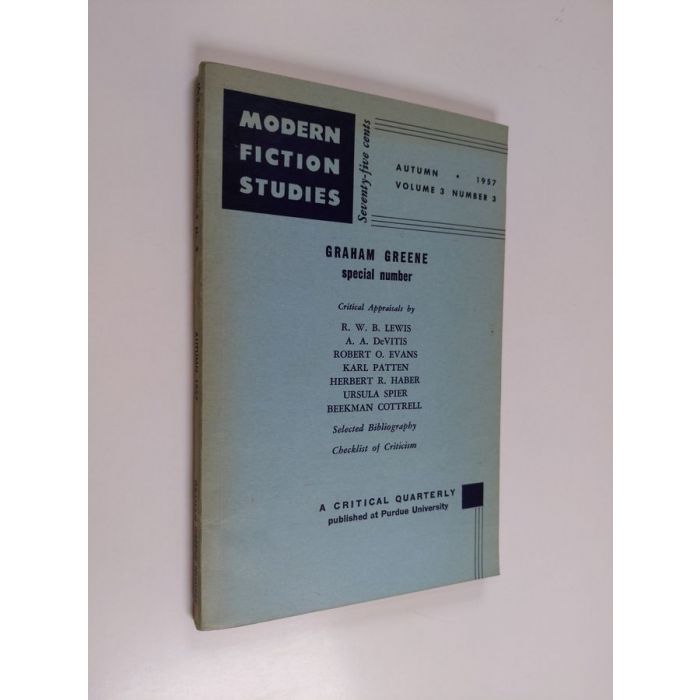 MODERN
FICTION
STUDIES
Seventy-five cents
AUTUMN • 1957
VOLUME 3 NUMBER 3
GRAHAM GREENE
special number
Critical Appraisals by
R. W. B. LEWIS
A. A. DeVITIS
ROBERT O. EVANS
KARL PATTEN
HERBERT R. HABER
URSULA SPIER
BEEKMAN COTTRELL
Selected Bibliography
Checklist of Criticism
A CRITICAL QUARTERLY
published at Purdue University
AUTUMN, 1957